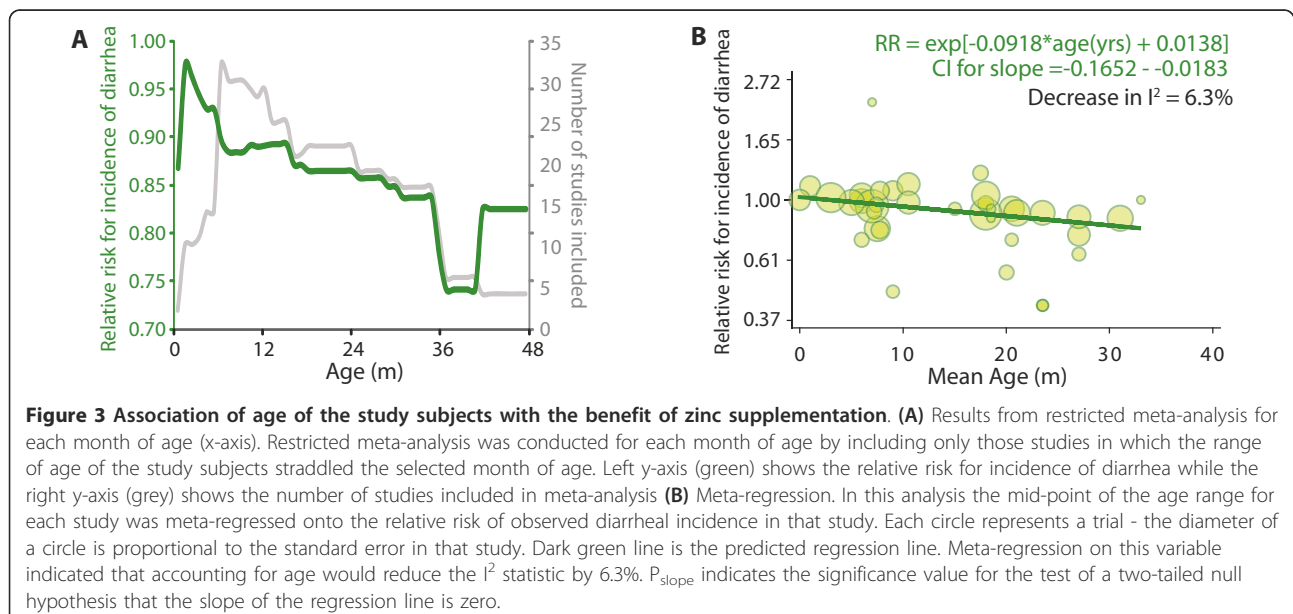 A
Relative risk for incidence of diarrhea
1.00
0.95
0.90
0.85
0.80
0.75
0.70
35
30
25
20
15
10
5
0
Number of studies included
0 12 24 36 48
Age (m)
B
RR = exp[-0.0918*age(yrs) + 0.0138]
CI for slope =-0.1652 - -0.0183
Decrease in I² = 6.3%
Relative risk for incidence of diarrhea
2.72
1.65
1.00
0.61
0.37
0 10 20 30 40
Mean Age (m)
Figure 3 Association of age of the study subjects with the benefit of zinc supplementation. (A) Results from restricted meta-analysis for
each month of age (x-axis). Restricted meta-analysis was conducted for each month of age by including only those studies in which the range
of age of the study subjects straddled the selected month of age. Left y-axis (green) shows the relative risk for incidence of diarrhea while the
right y-axis (grey) shows the number of studies included in meta-analysis (B) Meta-regression. In this analysis the mid-point of the age range for
each study was meta-regressed onto the relative risk of observed diarrheal incidence in that study. Each circle represents a trial - the diameter of
a circle is proportional to the standard error in that study. Dark green line is the predicted regression line. Meta-regression on this variable
indicated that accounting for age would reduce the I² statistic by 6.3%. Pslope indicates the significance value for the test of a two-tailed null
hypothesis that the slope of the regression line is zero.